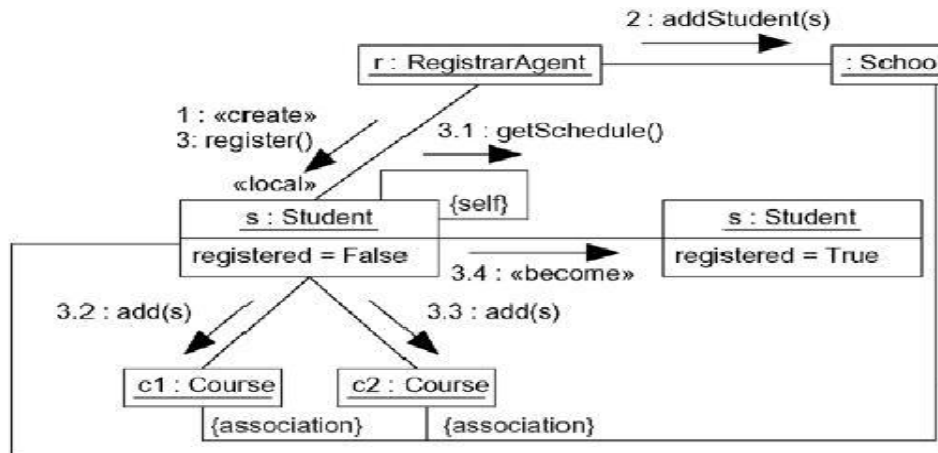 2 : addStudent(s)
r : RegistrarAgent
: Schoo
1 : «create»
3: register()
3.1 : getSchedule()
«local»
{self}
s : Student
registered = False
s : Student
registered = True
3.4 : «become»
3.2 : add(s)
3.3 : add(s)
c1 : Course
c2 : Course
{association}
{association}